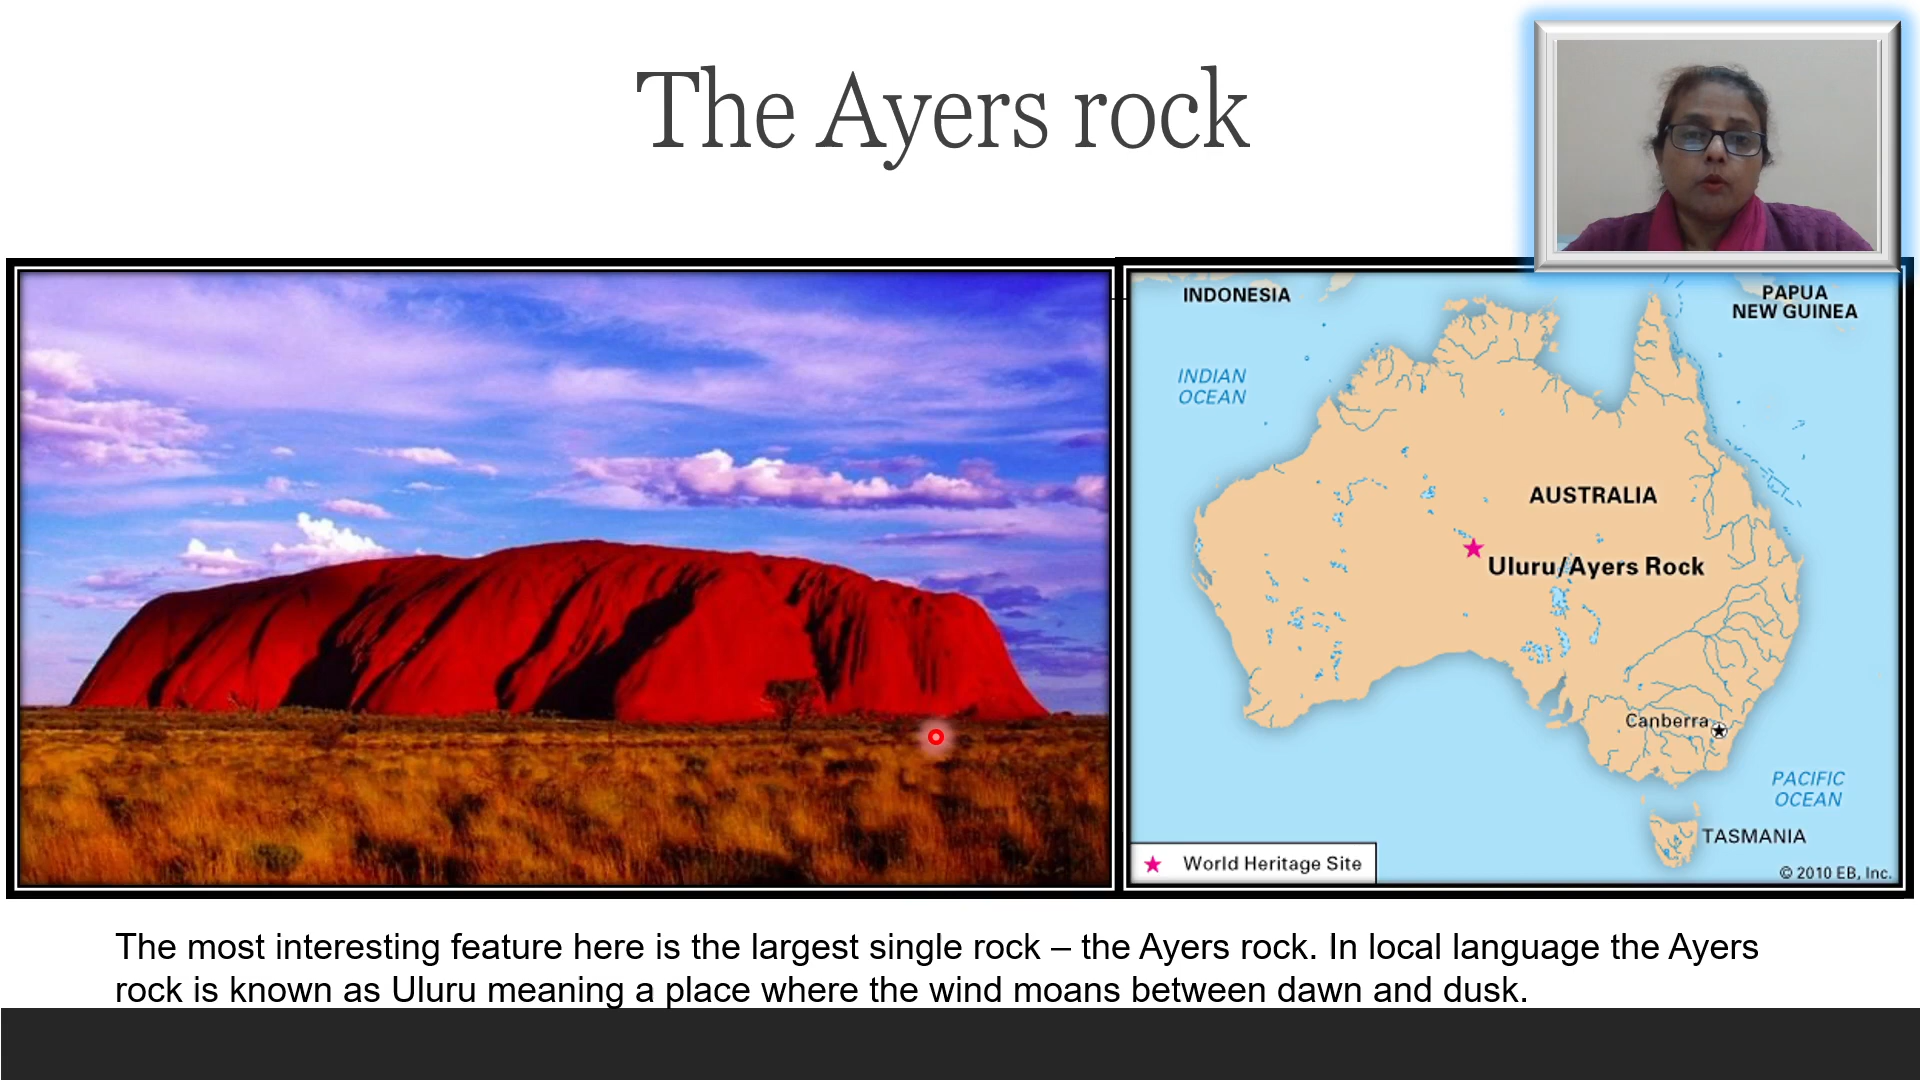 The Ayers rock
INDONESIA
PAPUA
NEW GUINEA
INDIAN
OCEAN
AUSTRALIA
Uluru/Ayers Rock
Canberra
PACIFIC
OCEAN
TASMANIA
World Heritage Site
© 2010 EB, Inc.
The most interesting feature here is the largest single rock – the Ayers rock. In local language the Ayers
rock is known as Uluru meaning a place where the wind moans between dawn and dusk.